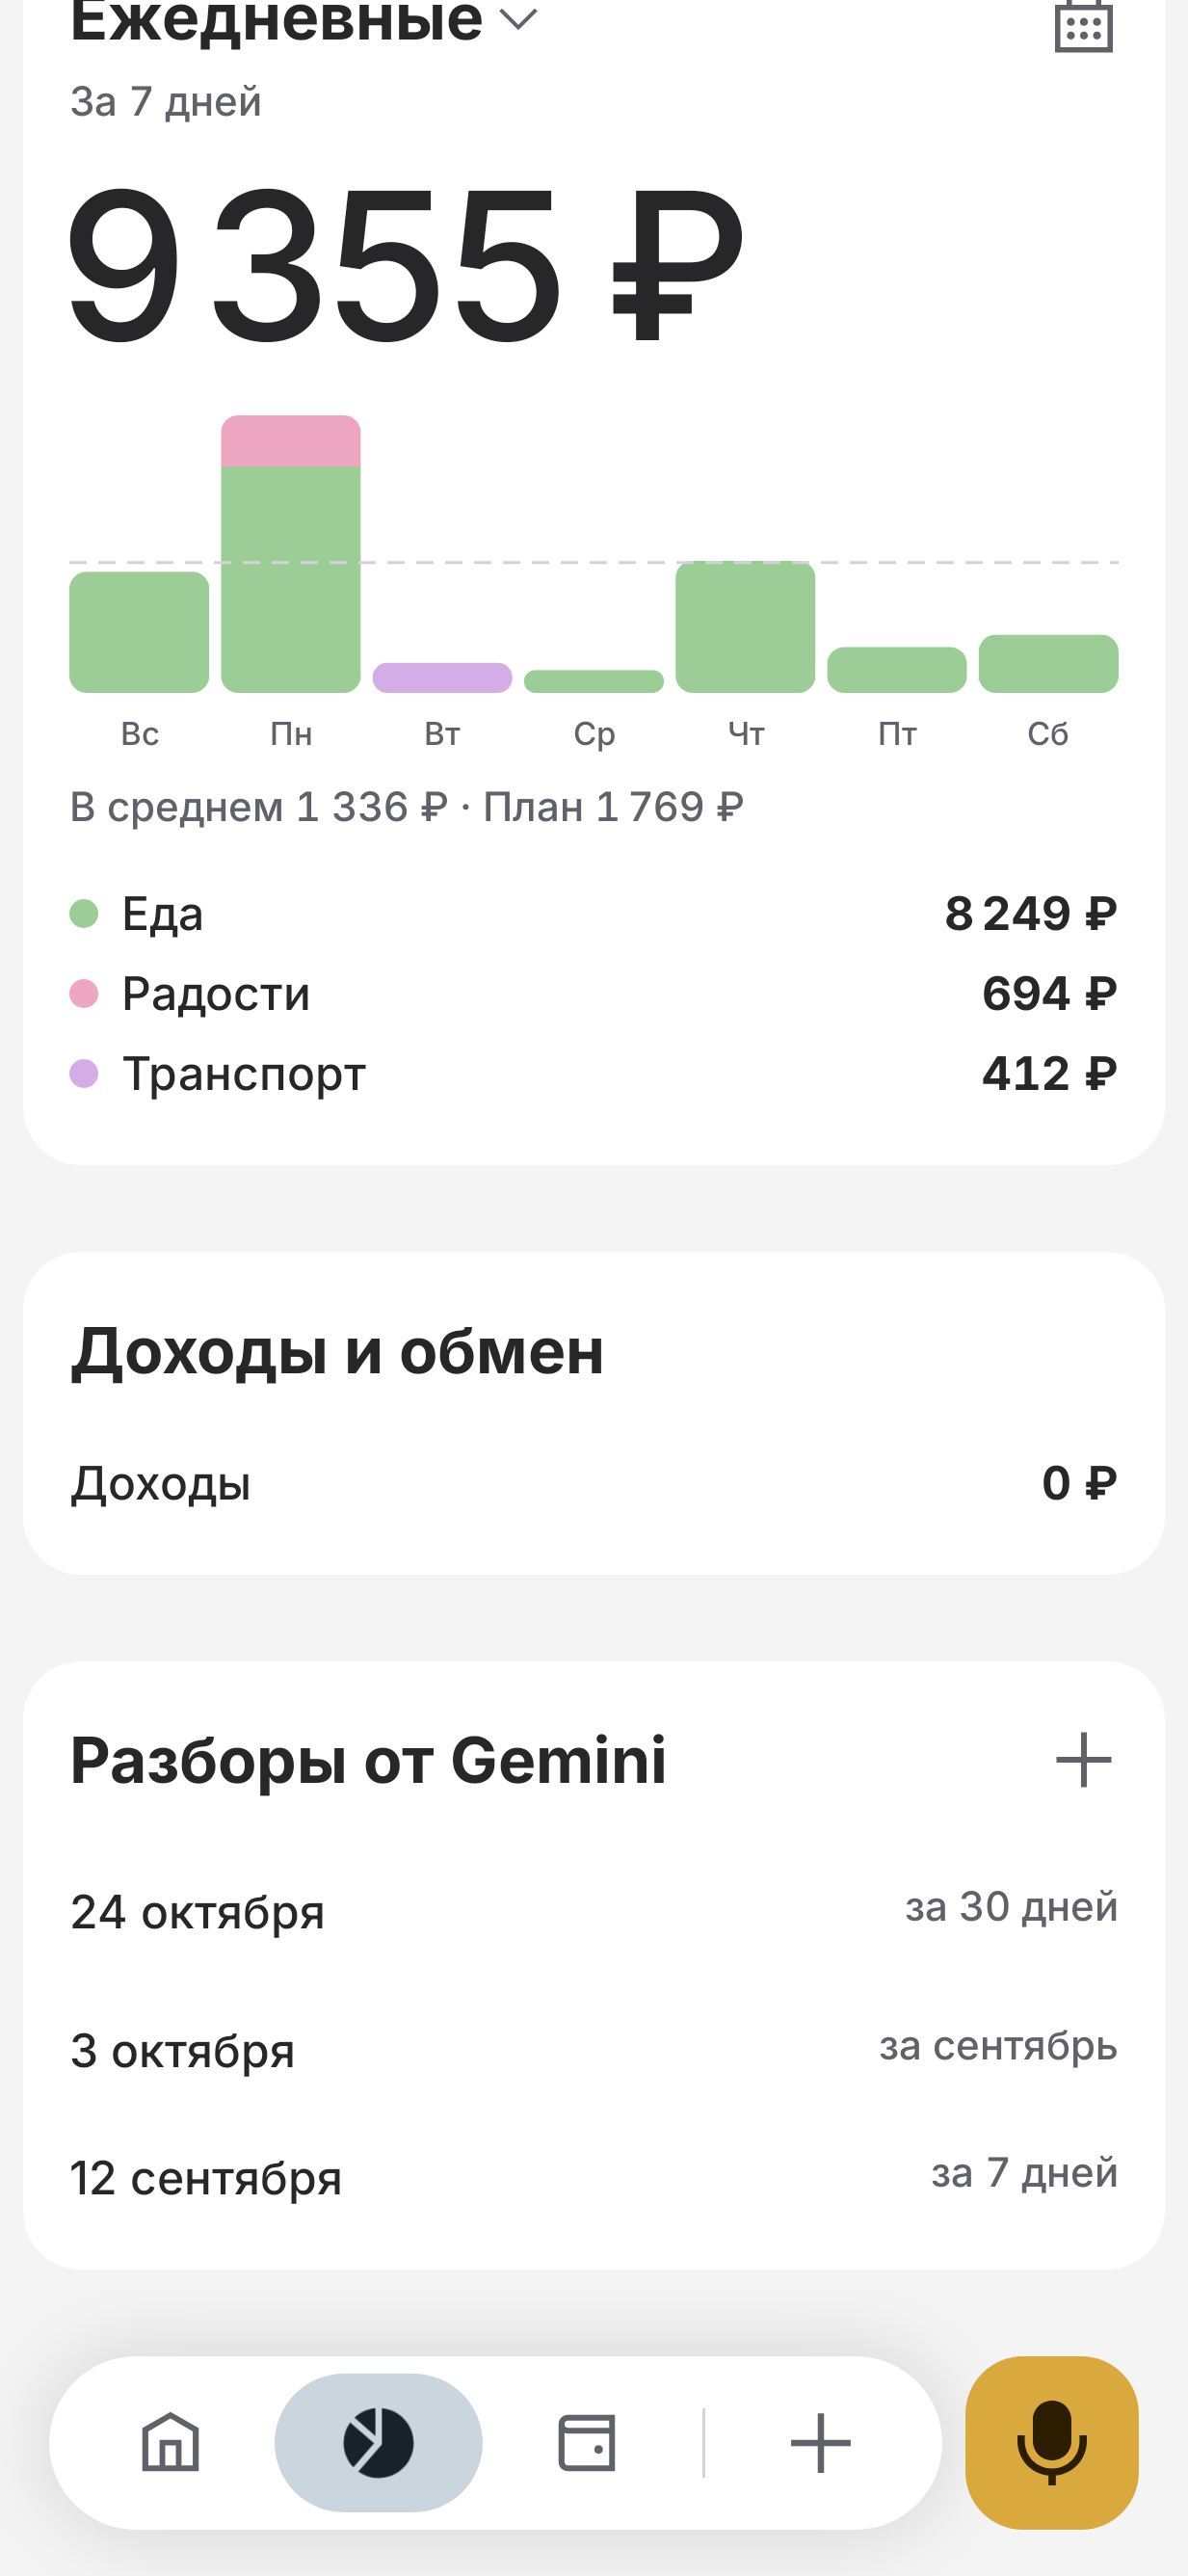 Ежедневные
За 7 дней
9 355 ₽
Вс Пн Вт Ср Чт Пт Сб
В среднем 1 336 ₽ · План 1 769 ₽
Еда 8 249 ₽
Радости 694 ₽
Транспорт 412 ₽
Доходы и обмен
Доходы 0 ₽
Разборы от Gemini
24 октября за 30 дней
3 октября за сентябрь
12 сентября за 7 дней